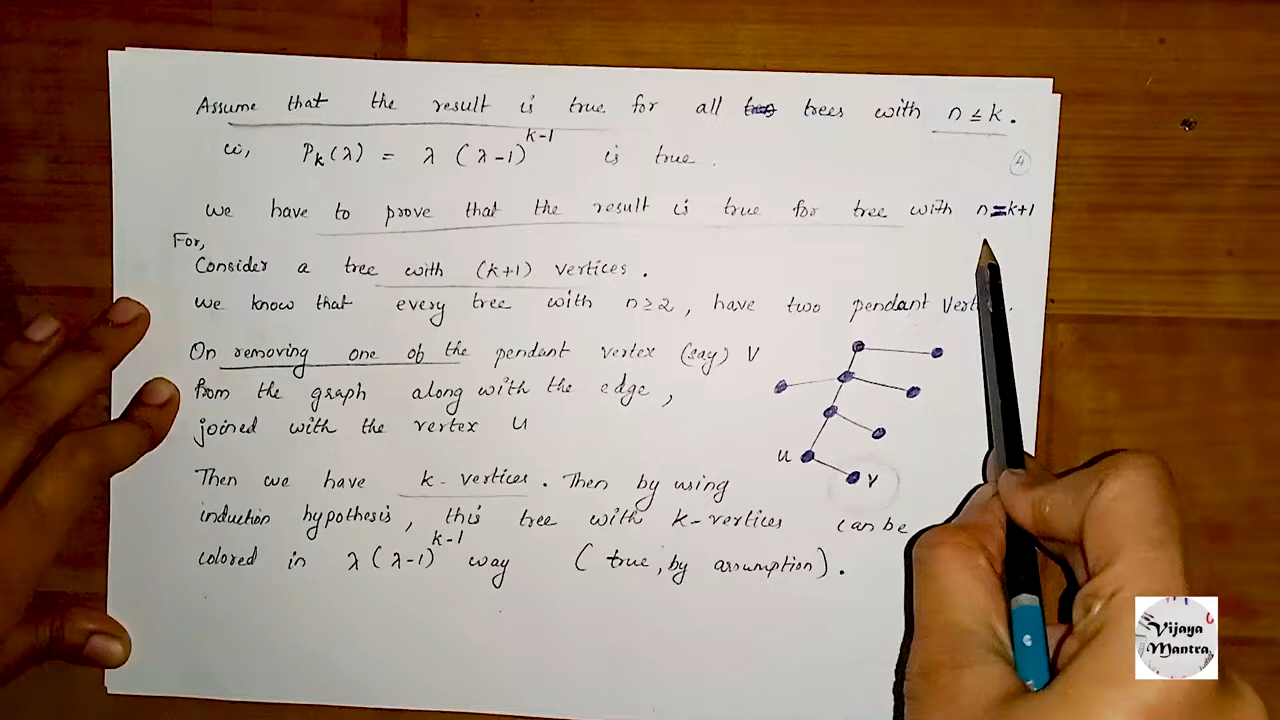 Assume that the result is true for all trees with n ≤ k.
ie, Pk(λ) = λ (λ-1)^k-1 is true.
4
We have to prove that the result is true for tree with n=k+1
For,
Consider a tree with (k+1) vertices.
We know that every tree with n≥2, have two pendant
On removing one of the pendant vertex (say) V
from the graph along with the edge,
joined with the vertex U
U
V
Then we have k-vertices. Then by using
induction hypothesis, this tree with k-vertices can be
colored in λ(λ-1)^k-1 way (true, by assumption).
Vijaya
Mantra